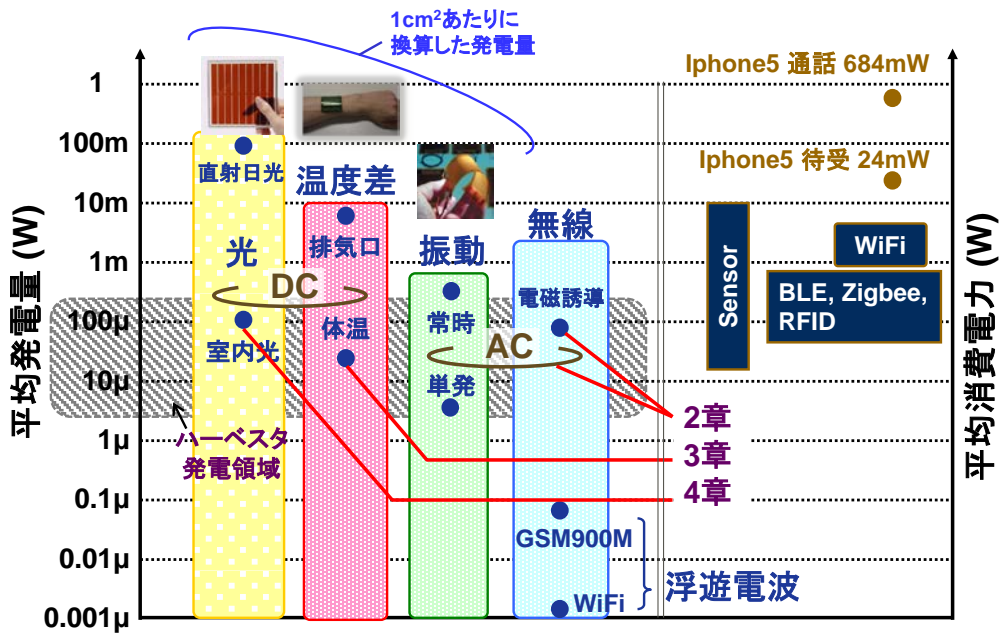 1cm²あたりに
換算した発電量
平均発電量 (W)
1
100m
10m
1m
100μ
10μ
1μ
0.1μ
0.01μ
0.001μ
直射日光
光
室内光
温度差
排気口
DC
体温
振動
常時
単発
無線
電磁誘導
AC
GSM900M
WiFi
浮遊電波
ハーベスタ
発電領域
2章
3章
4章
Iphone5 通話 684mW
Iphone5 待受 24mW
Sensor
WiFi
BLE, Zigbee,
RFID
平均消費電力 (W)